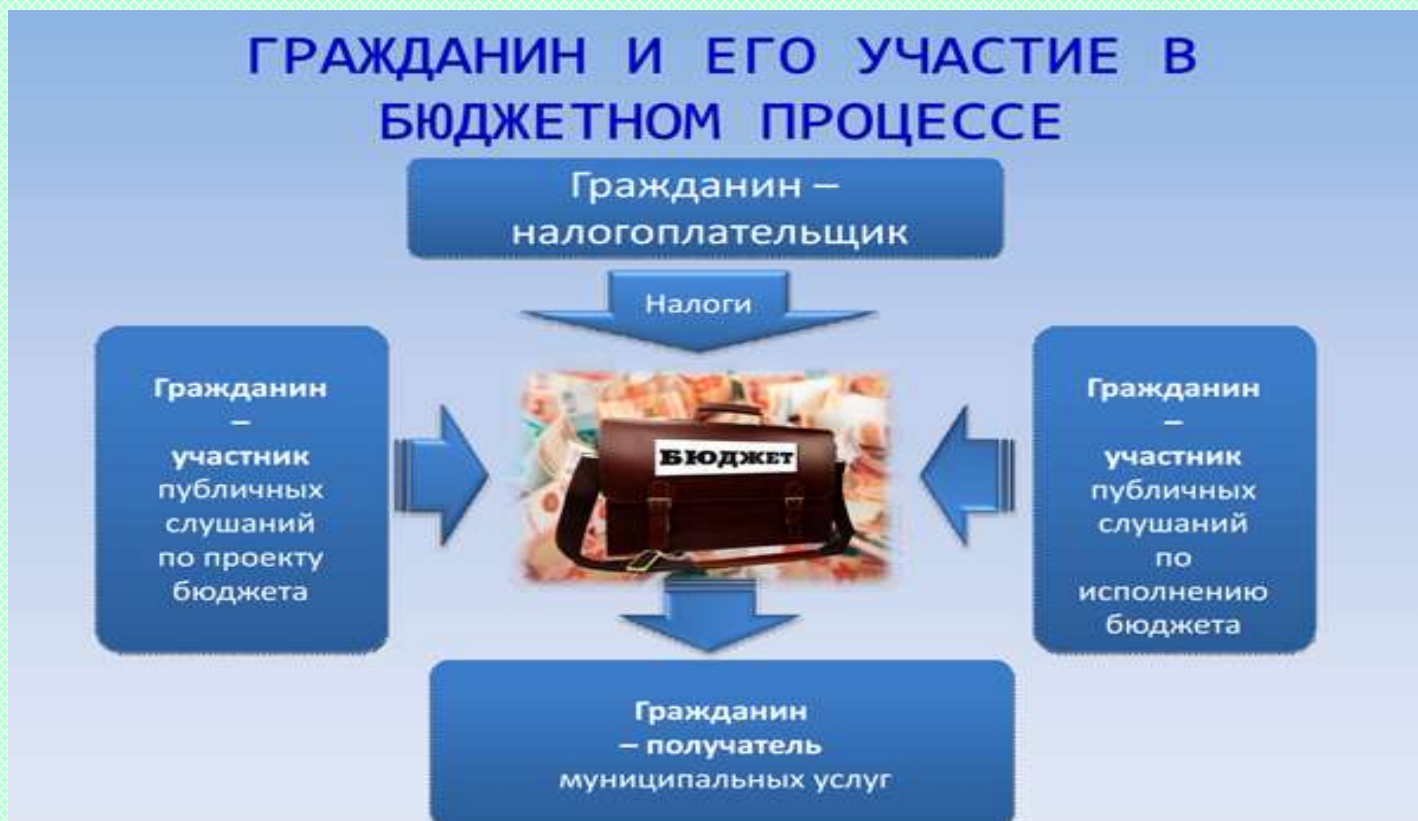 ГРАЖДАНИН И ЕГО УЧАСТИЕ В
БЮДЖЕТНОМ ПРОЦЕССЕ
Гражданин –
налогоплательщик
Налоги
Гражданин
–
участник
публичных
слушаний
по проекту
бюджета
БЮДЖЕТ
Гражданин
–
участник
публичных
слушаний
по
исполнению
бюджета
Гражданин
– получатель
муниципальных услуг